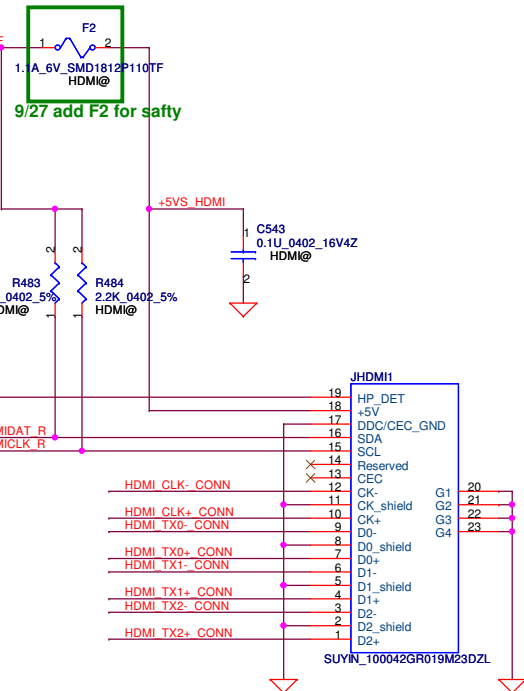 F2
1 2
1.1A_6V_SMD1812P110TF
HDMI@
9/27 add F2 for safty
+5VS_HDMI
C543
1
0.1U_0402_16V4Z
HDMI@
2
2 2
R483 R484
_0402_5% 2.2K_0402_5%
DMI@ HDMI@
1 1
JHDMI1
19 HP_DET
18 +5V
17 DDC/CEC_GND
MIDAT_R 16 SDA
MICLK_R 15 SCL
14 Reserved
13 CEC
HDMI_CLK-_CONN 12 CK- G1 20
11 CK_shield G2 21
HDMI_CLK+_CONN 10 CK+ G3 22
HDMI_TX0-_CONN 9 D0- G4 23
8 D0_shield
HDMI_TX0+_CONN 7 D0+
HDMI_TX1-_CONN 6 D1-
5 D1_shield
HDMI_TX1+_CONN 4 D1+
HDMI_TX2-_CONN 3 D2-
2 D2_shield
HDMI_TX2+_CONN 1 D2+
SUYIN_100042GR019M23DZL